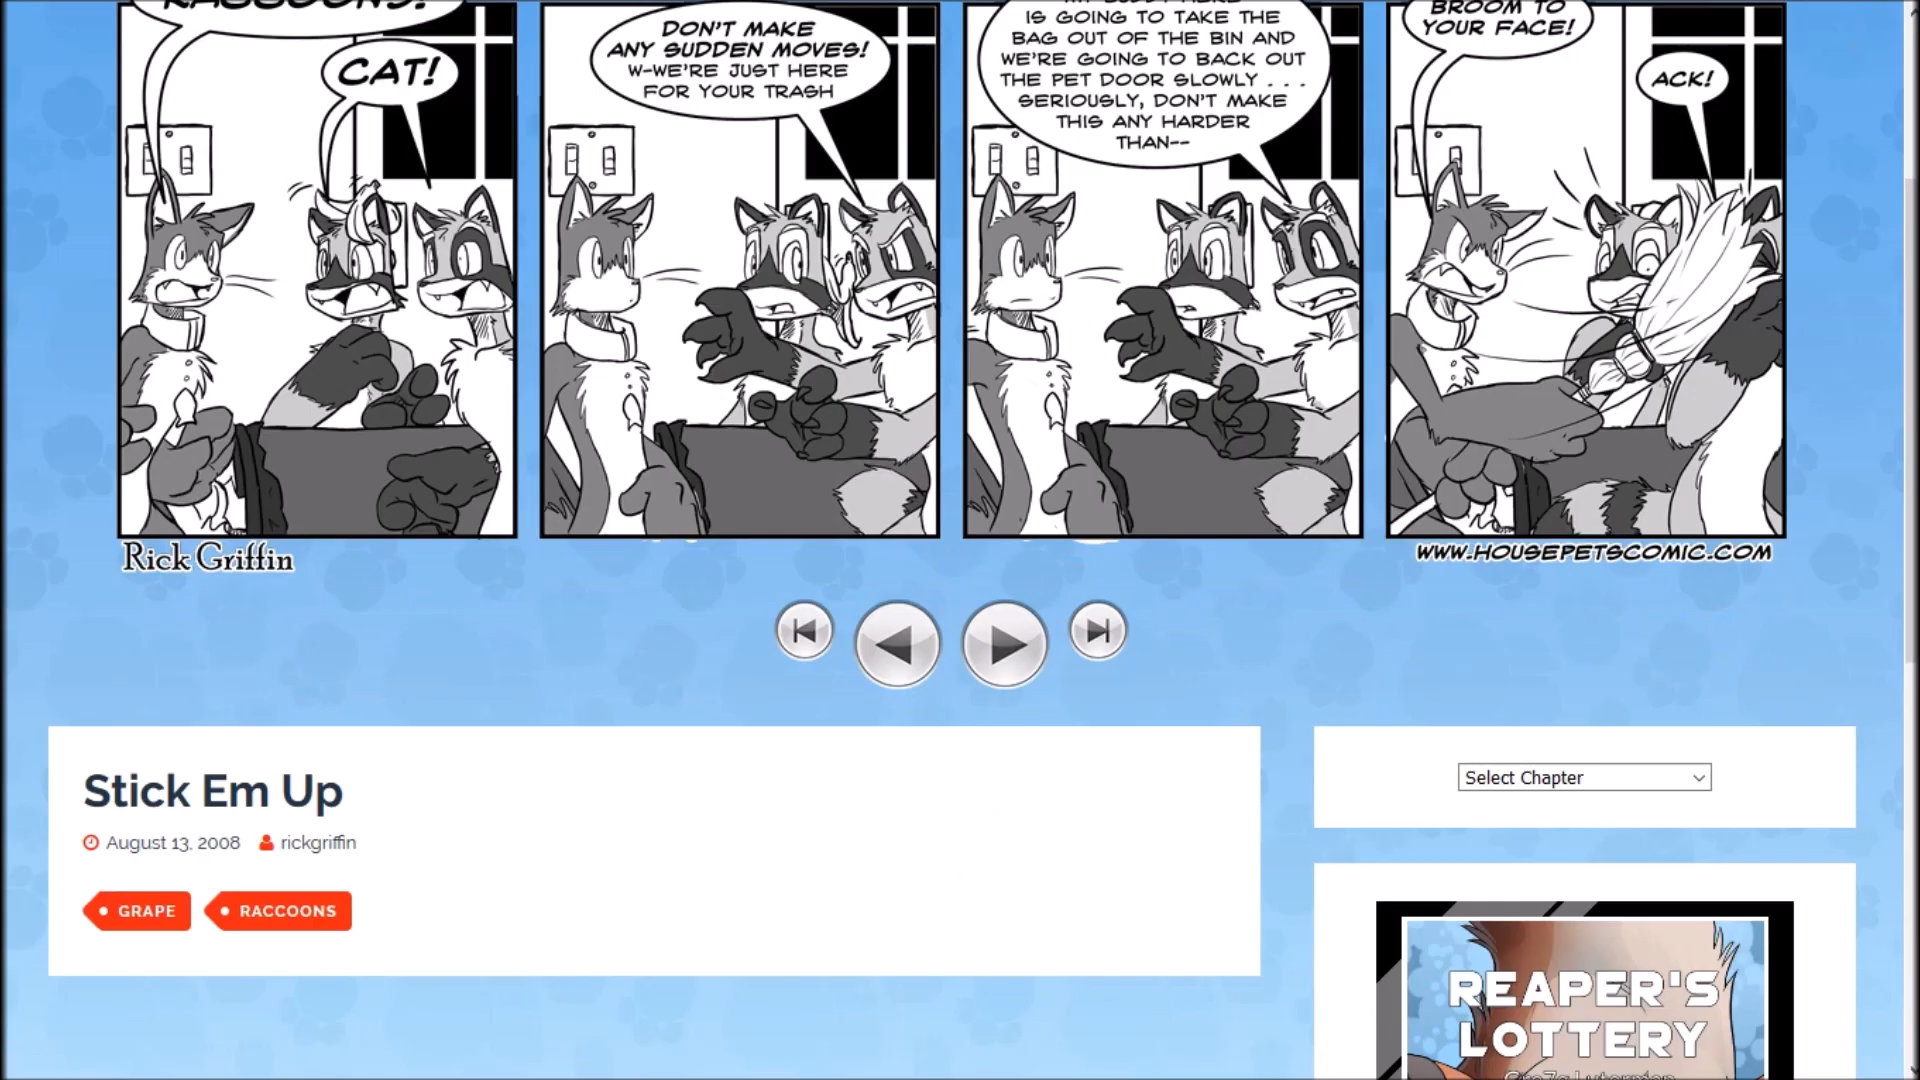 RACCOONS!
CAT!
DON'T MAKE
ANY SUDDEN MOVES!
W-WE'RE JUST HERE
FOR YOUR TRASH
IS GOING TO TAKE THE
BAG OUT OF THE BIN AND
WE'RE GOING TO BACK OUT
THE PET DOOR SLOWLY . . .
SERIOUSLY, DON'T MAKE
THIS ANY HARDER
THAN--
BROOM TO
YOUR FACE!
ACK!
Rick Griffin
WWW.HOUSEPETSCOMIC.COM
Stick Em Up
August 13, 2008 rickgriffin
GRAPE RACCOONS
Select Chapter
REAPER'S
LOTTERY